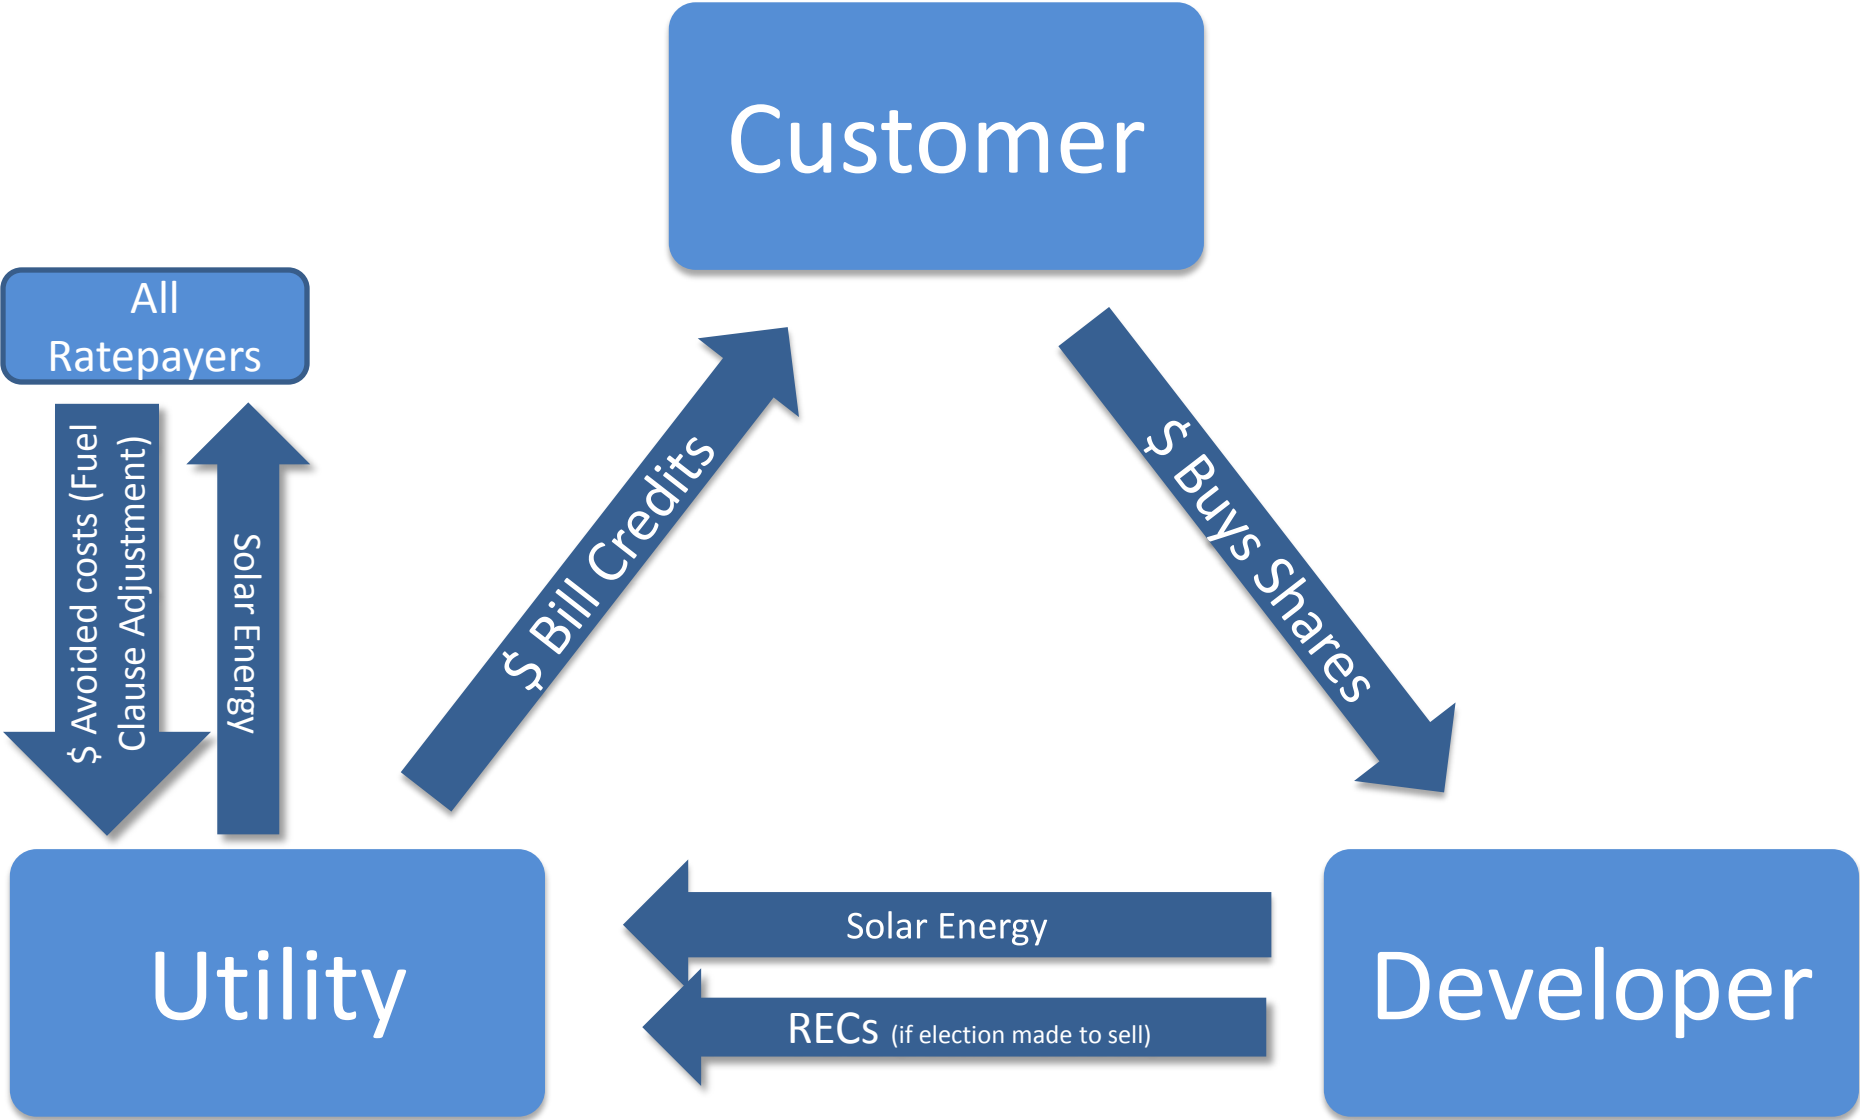 Customer
All
Ratepayers
$ Avoided costs (Fuel
Clause Adjustment)
Solar Energy
$ Bill Credits
$ Buys Shares
Solar Energy
RECs (if election made to sell)
Utility
Developer